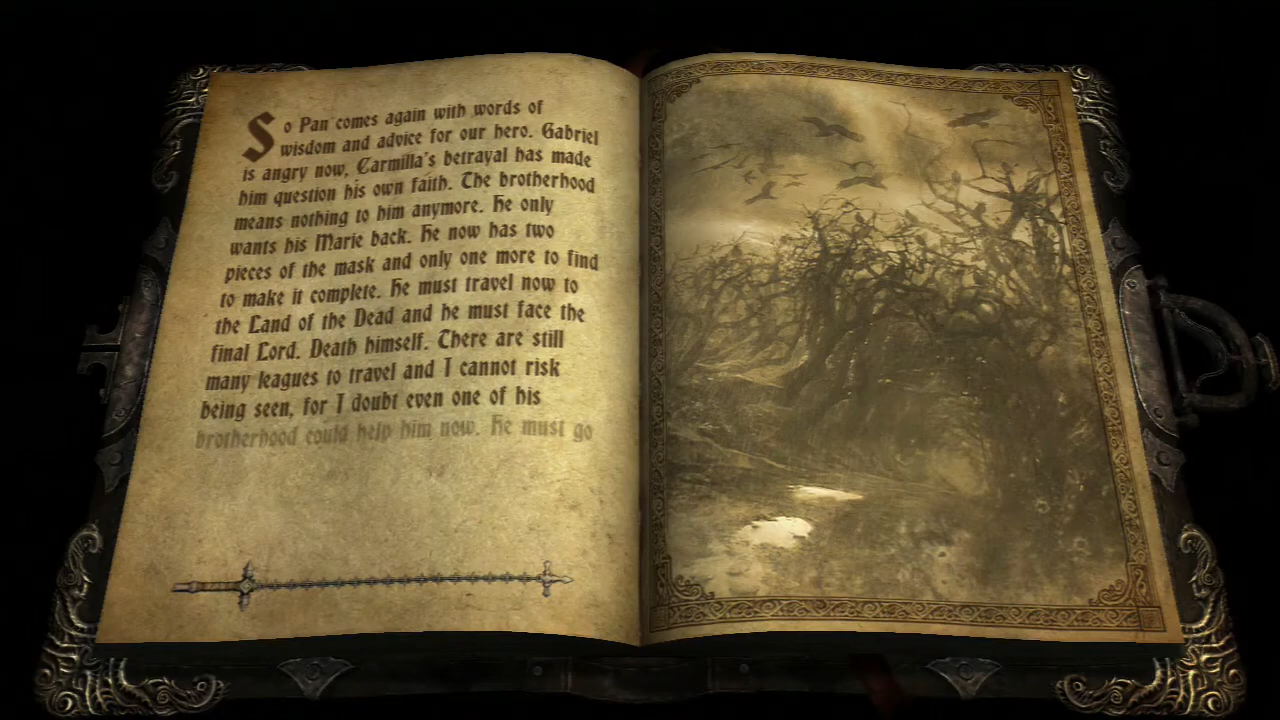 So Pan comes again with words of
wisdom and advice for our hero. Gabriel
is angry now, Carmilla's betrayal has made
him question his own faith. The brotherhood
means nothing to him anymore. He only
wants his Marie back. He now has two
pieces of the mask and only one more to find
to make it complete. He must travel now to
the Land of the Dead and he must face the
final Lord. Death himself. There are still
many leagues to travel and I cannot risk
being seen, for I doubt even one of his
brotherhood could help him now. He must go